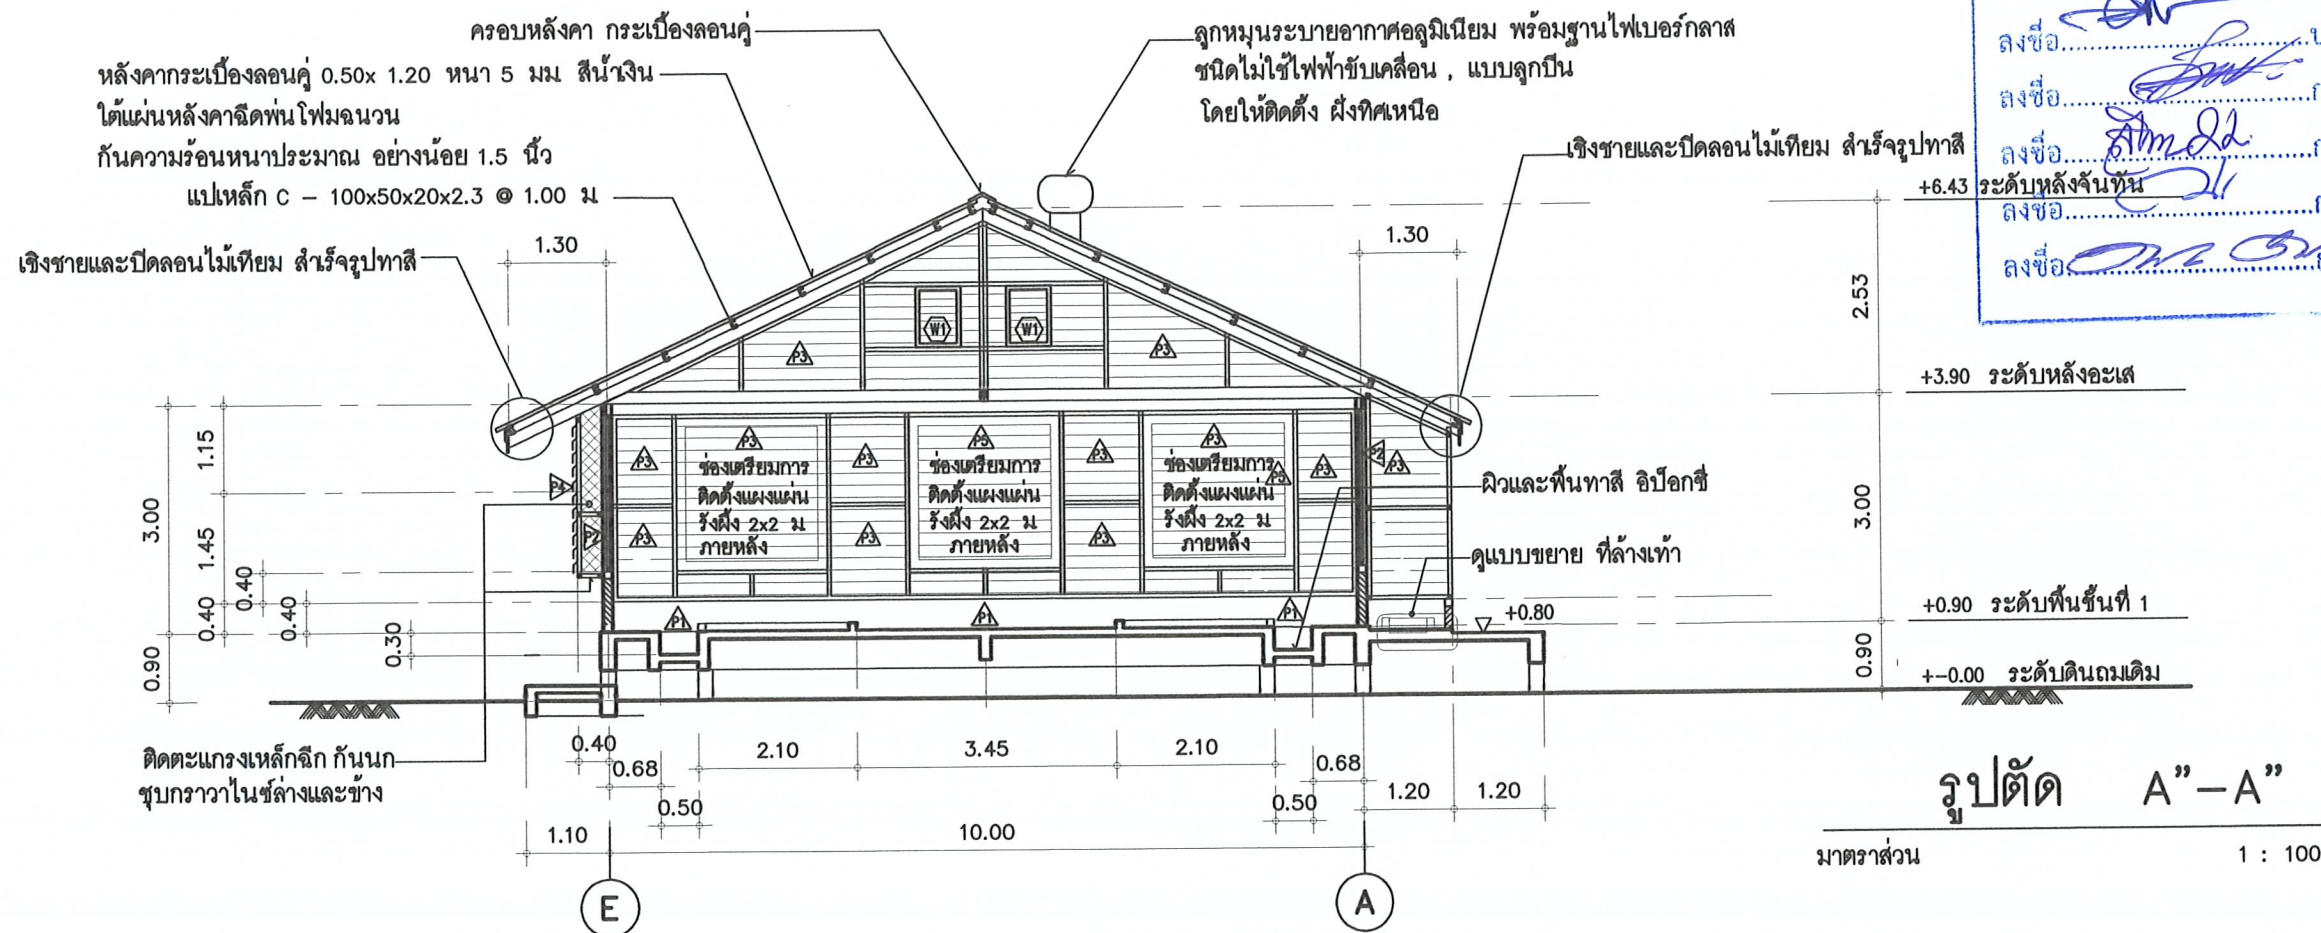 ครอบหลังคา กระเบื้องลอนคู่
หลังคากระเบื้องลอนคู่ 0.50x 1.20 หนา 5 มม. สีน้ำเงิน
ใต้แผ่นหลังคาฉีดพ่นโฟมฉนวน
กันความร้อนหนาประมาณ อย่างน้อย 1.5 นิ้ว
แปเหล็ก C - 100x50x20x2.3 @ 1.00 ม.
เชิงชายและปิดลอนไม้เทียม สำเร็จรูปทาสี
ลูกหมุนระบายอากาศอลูมิเนียม พร้อมฐานไฟเบอร์กลาส
ชนิดไม่ใช้ไฟฟ้าขับเคลื่อน , แบบลูกปืน
โดยให้ติดตั้ง ฝั่งทิศเหนือ
เชิงชายและปิดลอนไม้เทียม สำเร็จรูปทาสี
ลงชื่อ
ลงชื่อ
ลงชื่อ
ลงชื่อ
ลงชื่อ
+6.43 ระดับหลังจันทัน
2.53
+3.90 ระดับหลังอะเส
3.00
+0.90 ระดับพื้นชั้นที่ 1
0.90
+-0.00 ระดับดินถมเดิม
1.30
1.30
W1
W1
P3
P3
3.00
0.90
1.15
1.45
0.40
0.40
0.40
0.30
P4
P2
P3
P3
P3
ช่องเตรียมการ
ติดตั้งแผงแผ่น
รังผึ้ง 2x2 ม.
ภายหลัง
P3
P3
P5
ช่องเตรียมการ
ติดตั้งแผงแผ่น
รังผึ้ง 2x2 ม.
ภายหลัง
P3
P3
P3
ช่องเตรียมการ
ติดตั้งแผงแผ่น
รังผึ้ง 2x2 ม.
ภายหลัง
P5
P3
P2
P3
P1
P1
P1
ผิวและพื้นทาสี อิป็อกซี่
ดูแบบขยาย ที่ล้างเท้า
+0.80
ติดตะแกรงเหล็กฉีก กันนก
ชุบกราวาไนซ์ล่างและข้าง
0.40
2.10
3.45
2.10
0.68
0.68
0.50
0.50
1.20
1.20
1.10
10.00
E
A
รูปตัด A"-A"
มาตราส่วน 1 : 100